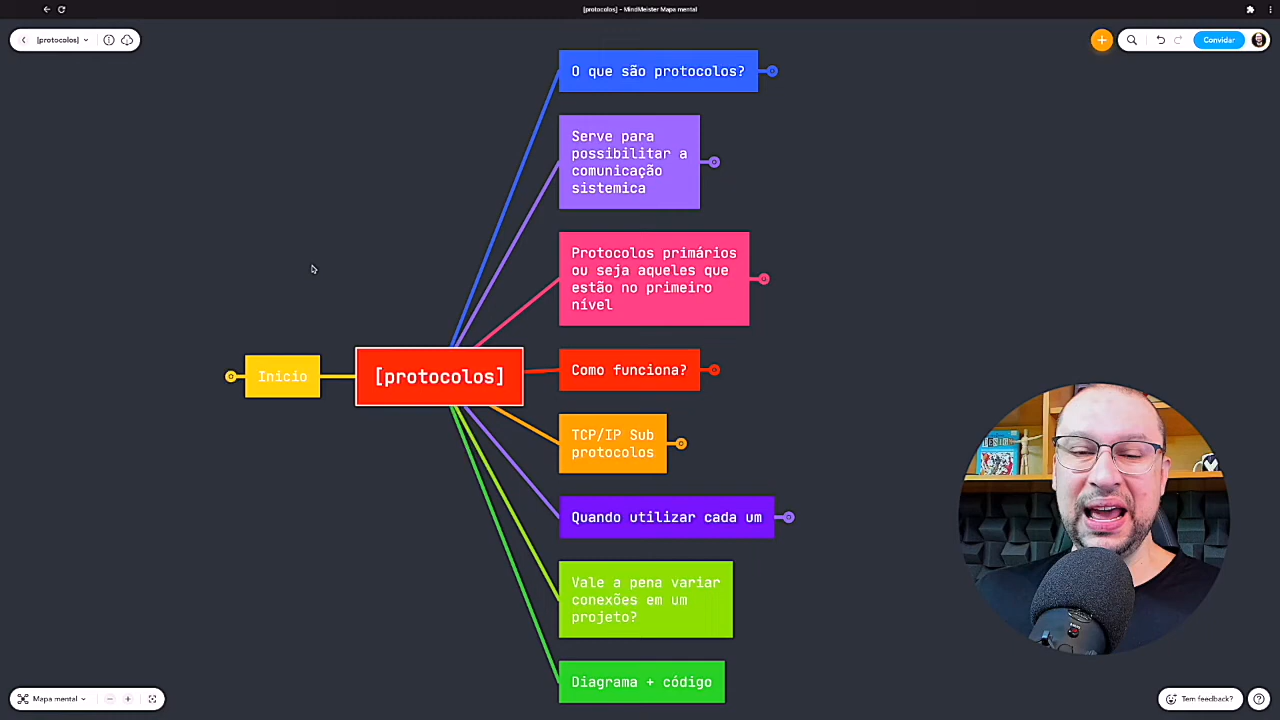 [protocolos] - MindMeister Mapa mental
[protocolos]
Convidar
O que são protocolos?
Serve para
possibilitar a
comunicação
sistemica
Protocolos primários
ou seja aqueles que
estão no primeiro
nível
Inicio
[protocolos]
Como funciona?
TCP/IP Sub
protocolos
Quando utilizar cada um
Vale a pena variar
conexões em um
projeto?
Diagrama + código
Mapa mental
Tem feedback?